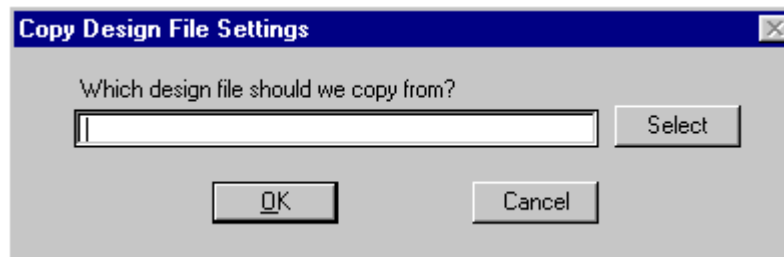 Copy Design File Settings
Which design file should we copy from?
Select
OK
Cancel